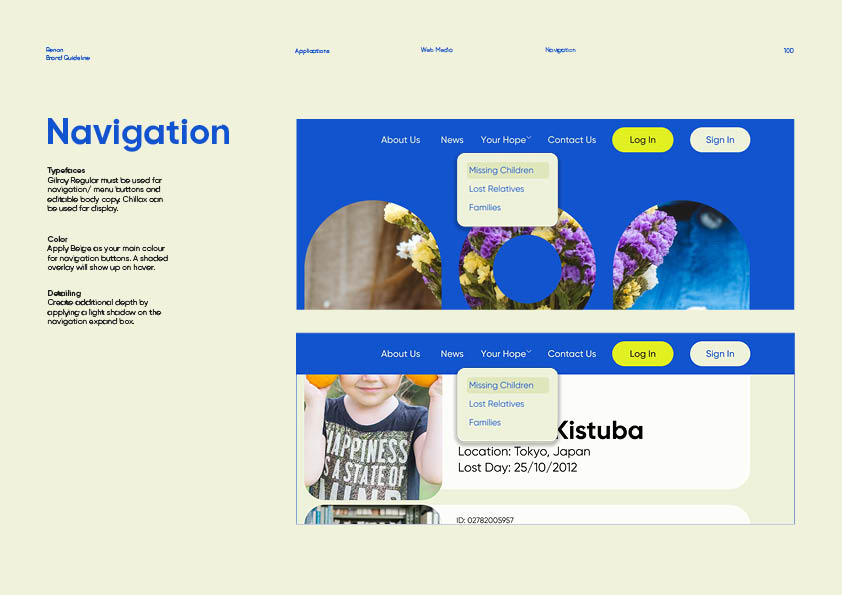 Renon
Brand Guideline
Applications
Web Media
Navigation
100
Navigation
Typefaces
Gilroy Regular must be used for
navigation/ menu buttons and
editable body copy. Chillax can
be used for display.
Color
Apply Beige as your main colour
for navigation buttons. A shaded
overlay will show up on hover.
Detailing
Create additional depth by
applying a light shadow on the
navigation expand box.
About Us News Your Hope Contact Us Log In Sign In
Missing Children
Lost Relatives
Families
About Us News Your Hope Contact Us Log In Sign In
Missing Children
Lost Relatives
Families
HAPPINESS
IS A STATE OF
Kistuba
Location: Tokyo, Japan
Lost Day: 25/10/2012
ID: 02782005957